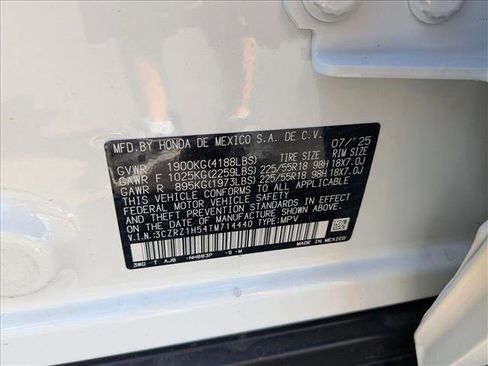 MFD.BY HONDA DE MEXICO S.A. DE C.V. 07/'25
GVWR 1900KG(4188LBS) TIRE SIZE RIM SIZE
GAWR F 1025KG(2259LBS) 225/55R18 98H 18X7.0J
GAWR R 895KG(1973LBS) 225/55R18 98H 18X7.0J
THIS VEHICLE CONFORMS TO ALL APPLICABLE
FEDERAL MOTOR VEHICLE SAFETY STANDARDS IN EFFECT
ON THE DATE OF MANUFACTURE SHOWN ABOVE.
V.I.N.:3CZRZ1H54TM714440 TYPE:MPV
3W0 -T AJB -NH883P -S -M
MADE IN MEXICO